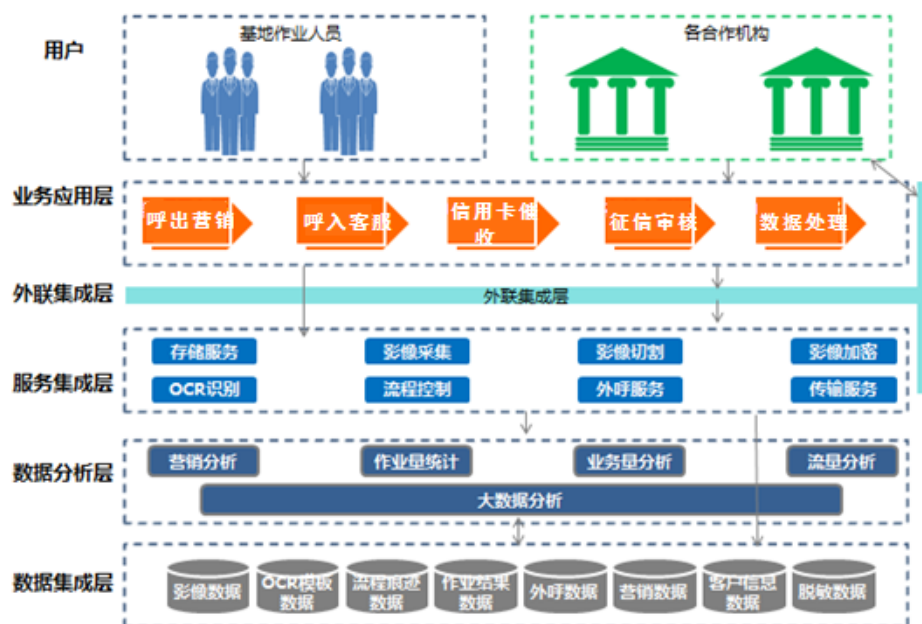 用户
基地作业人员
各合作机构
业务应用层
呼出营销
呼入客服
信用卡催
收
征信审核
数据处理
外联集成层
外联集成层
服务集成层
存储服务
影像采集
影像切割
影像加密
OCR识别
流程控制
外呼服务
传输服务
数据分析层
营销分析
作业量统计
业务量分析
流量分析
大数据分析
数据集成层
影像数据
OCR模板
数据
流程痕迹
数据
作业结果
数据
外呼数据
营销数据
客户信息
数据
脱敏数据